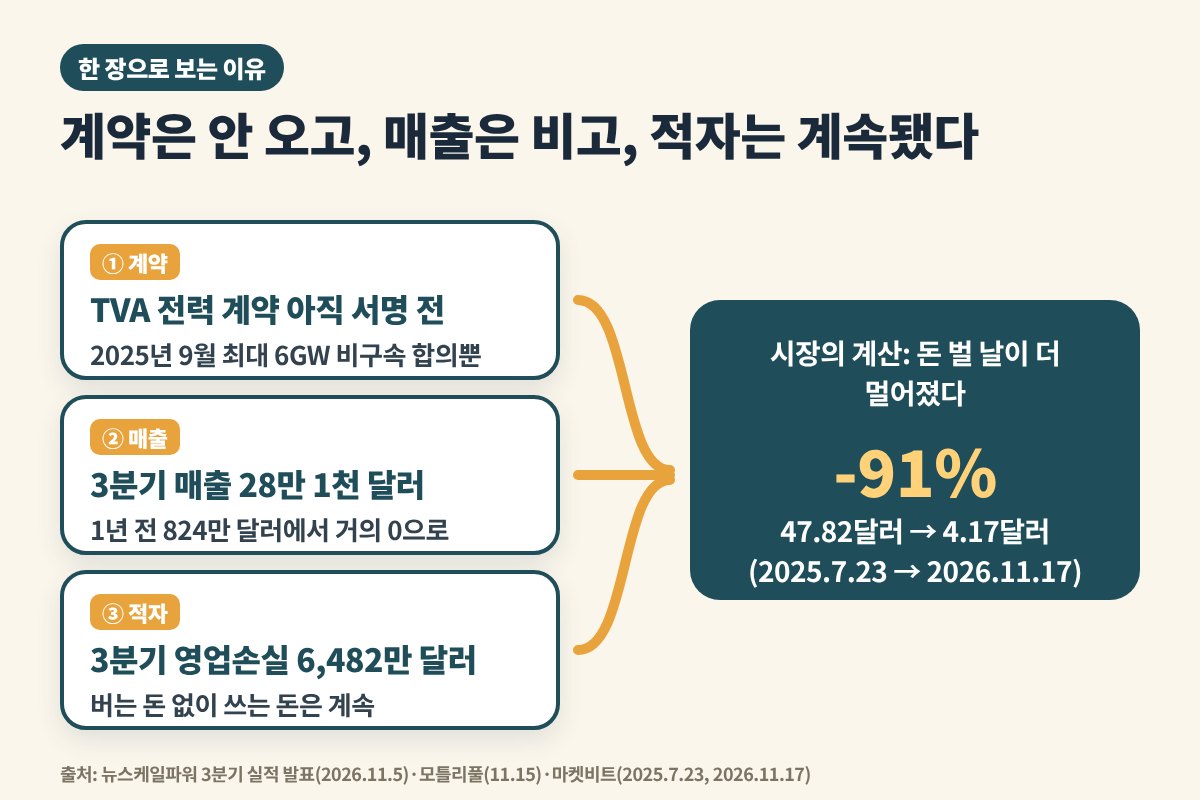 한 장으로 보는 이유
계약은 안 오고, 매출은 비고, 적자는 계속됐다
① 계약
TVA 전력 계약 아직 서명 전
2025년 9월 최대 6GW 비구속 합의뿐
② 매출
3분기 매출 28만 1천 달러
1년 전 824만 달러에서 거의 0으로
③ 적자
3분기 영업손실 6,482만 달러
버는 돈 없이 쓰는 돈은 계속
시장의 계산: 돈 벌 날이 더
멀어졌다
-91%
47.82달러 → 4.17달러
(2025.7.23 → 2026.11.17)
출처: 뉴스케일파워 3분기 실적 발표(2026.11.5)·모틀리풀(11.15)·마켓비트(2025.7.23, 2026.11.17)